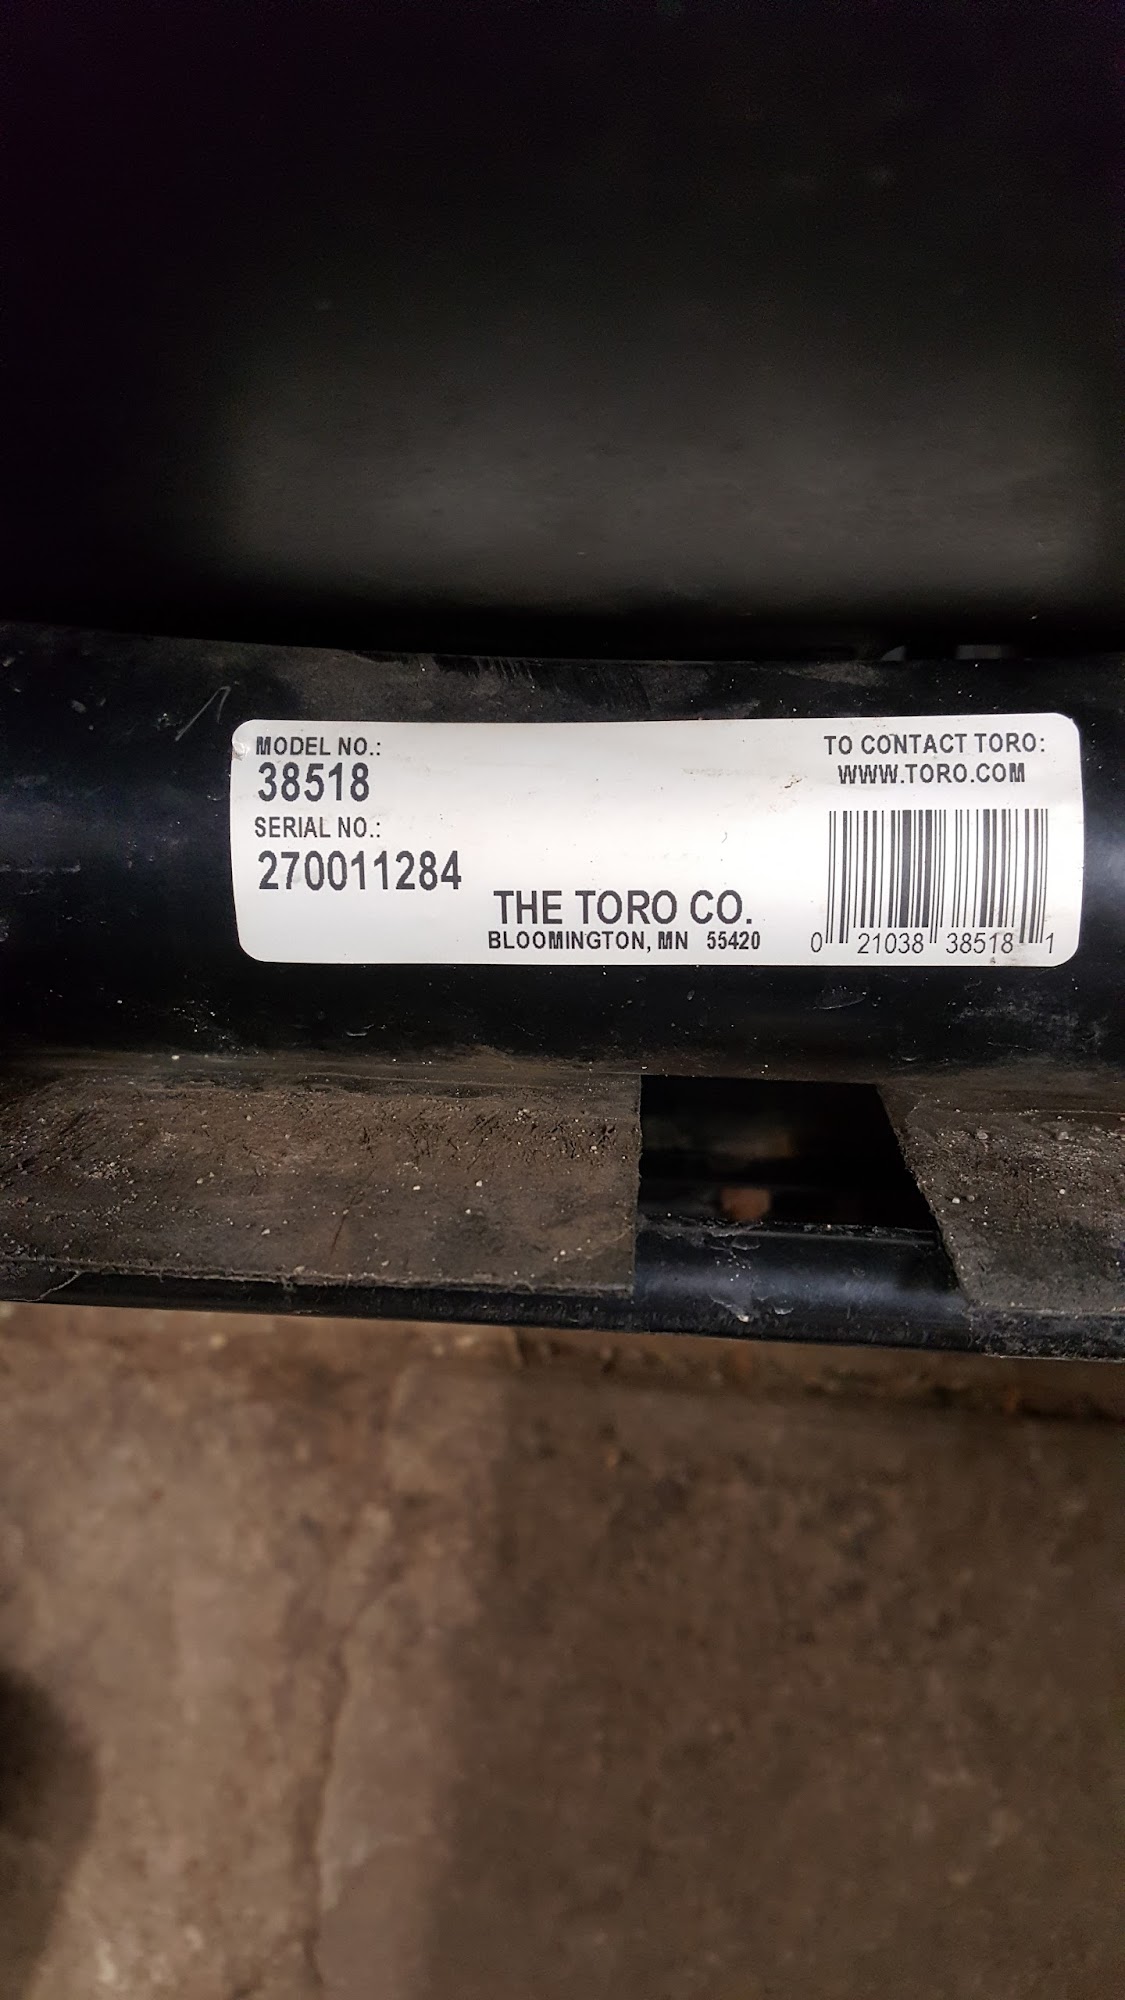 MODEL NO.:
38518
SERIAL NO.:
270011284
THE TORO CO.
BLOOMINGTON, MN 55420
TO CONTACT TORO:
WWW.TORO.COM
0 21038 38518 1